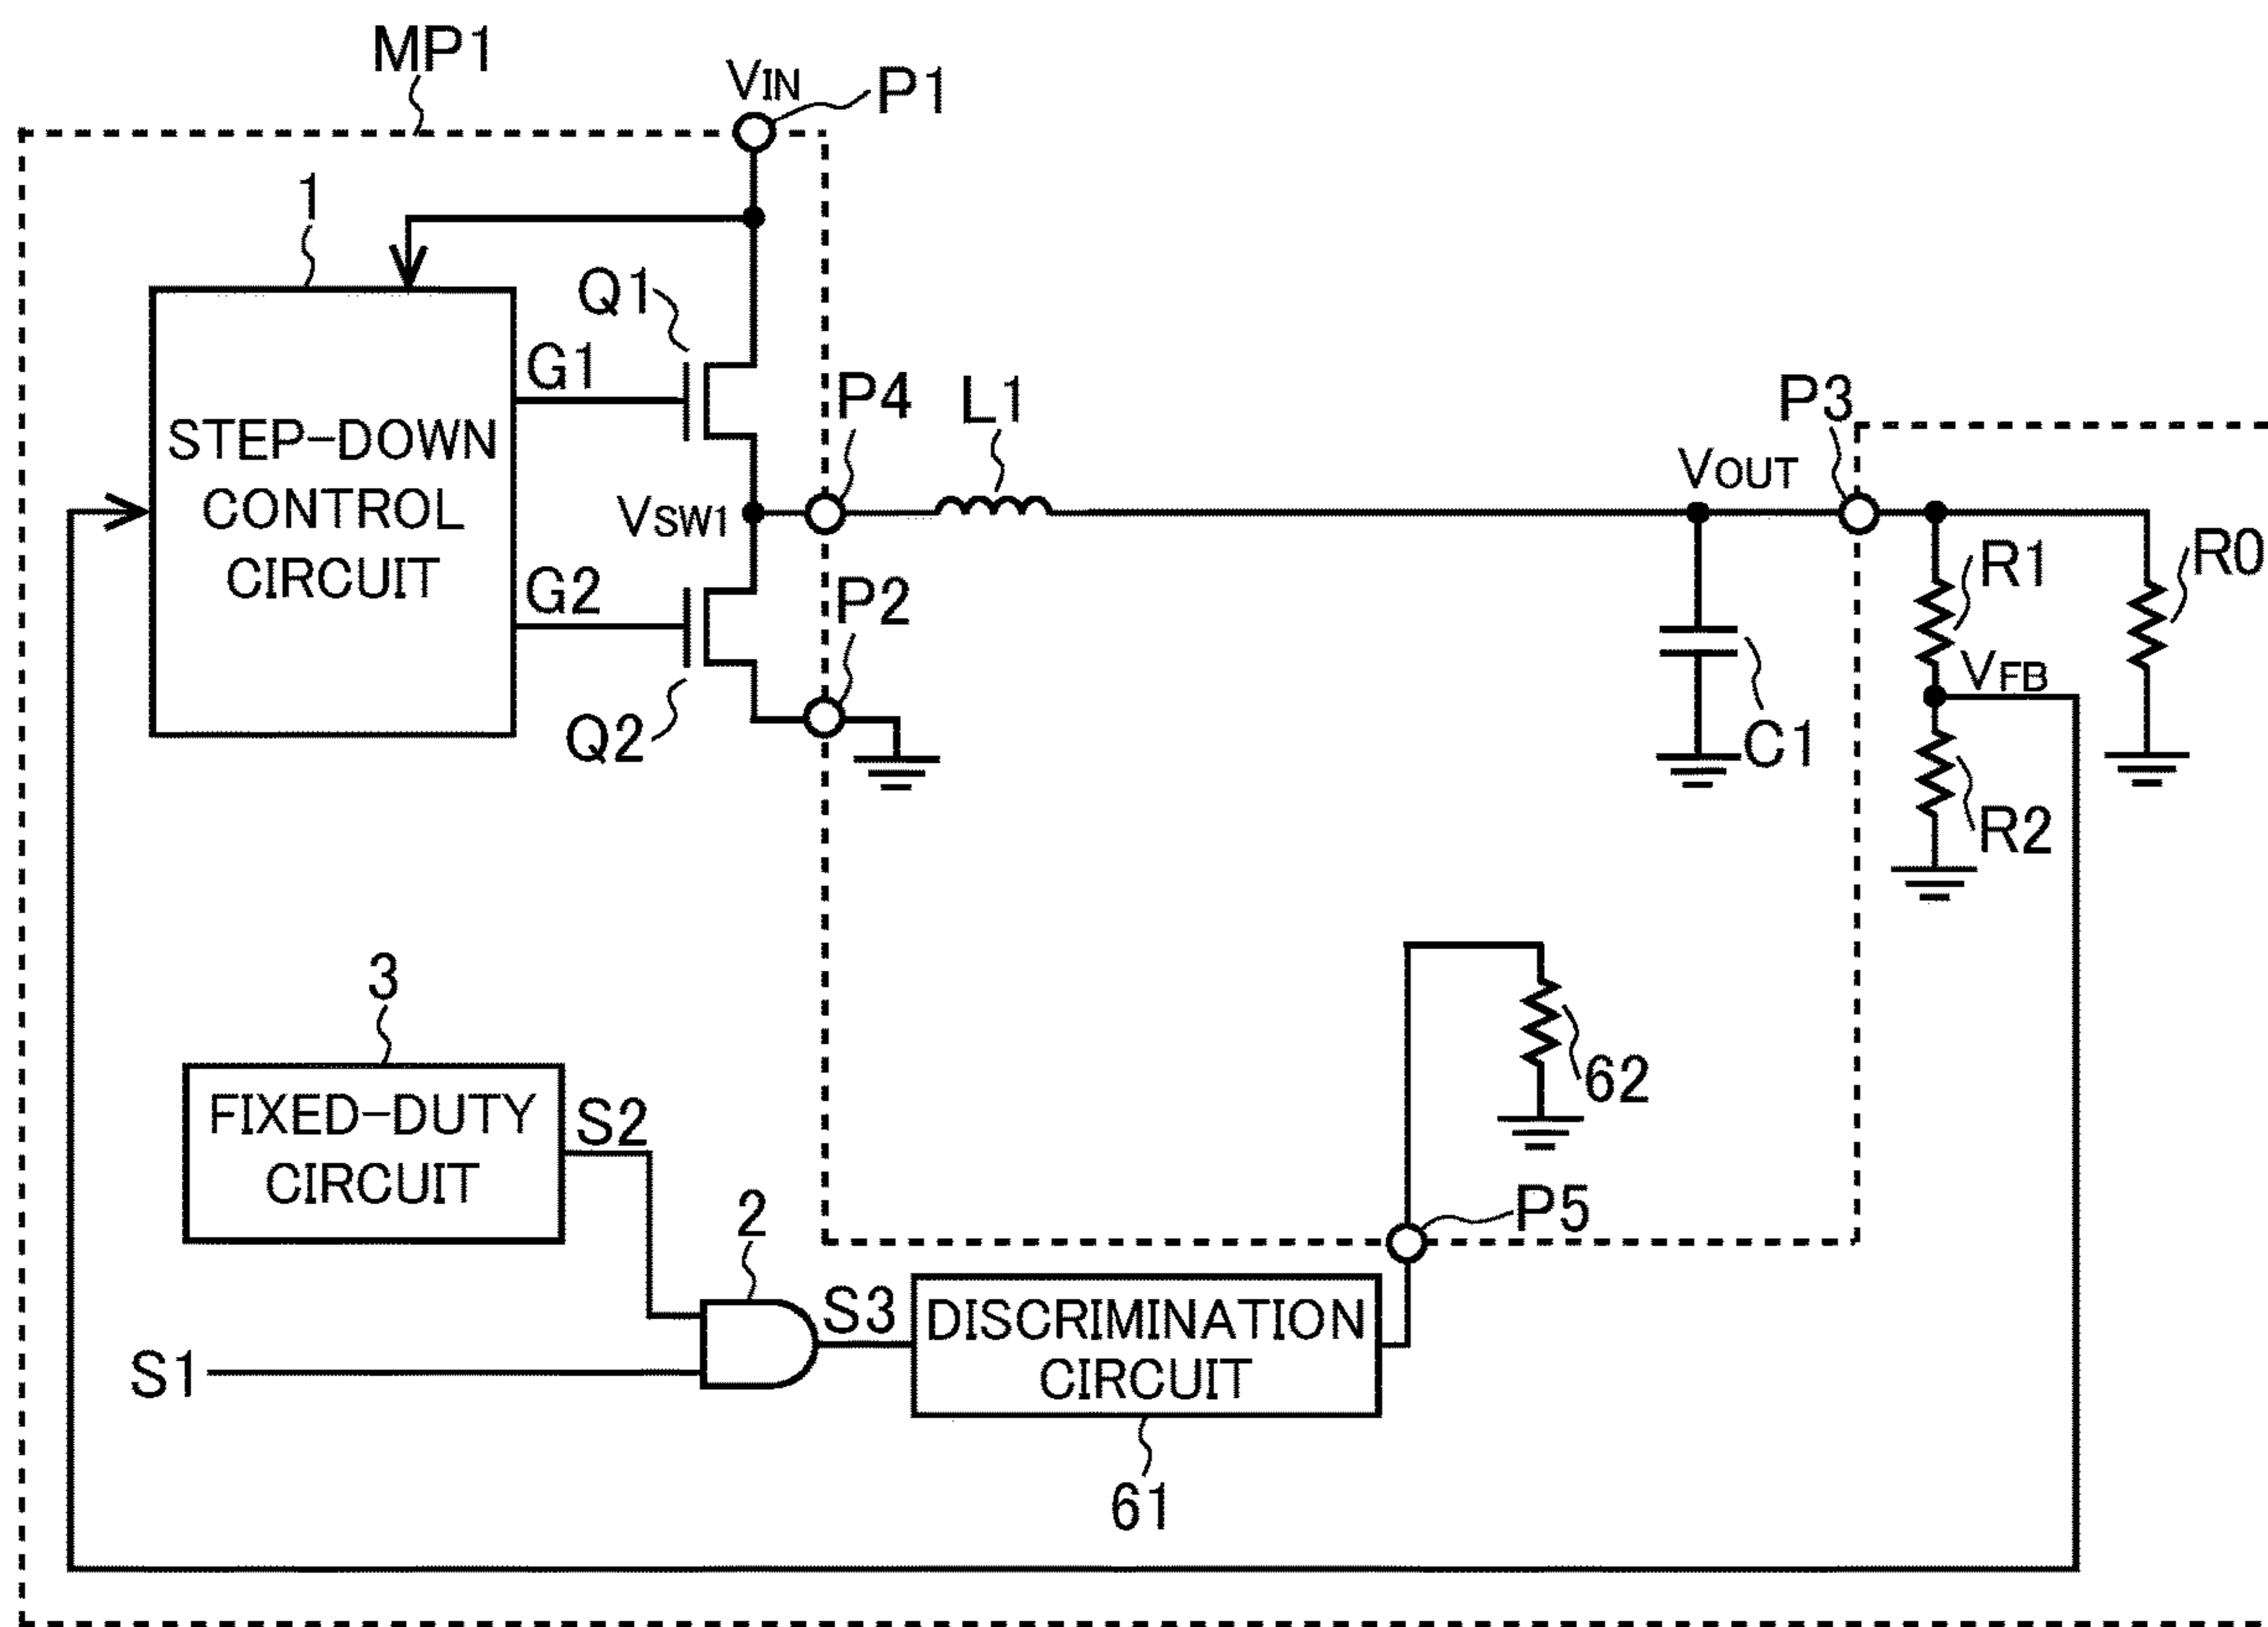 MP1
VIN
P1
1
Q1
G1
P4
L1
P3
STEP-DOWN
CONTROL
CIRCUIT
VSW1
VOUT
R1
R0
G2
P2
VFB
Q2
C1
R2
3
62
FIXED-DUTY
CIRCUIT
S2
2
P5
S3
DISCRIMINATION
CIRCUIT
S1
61